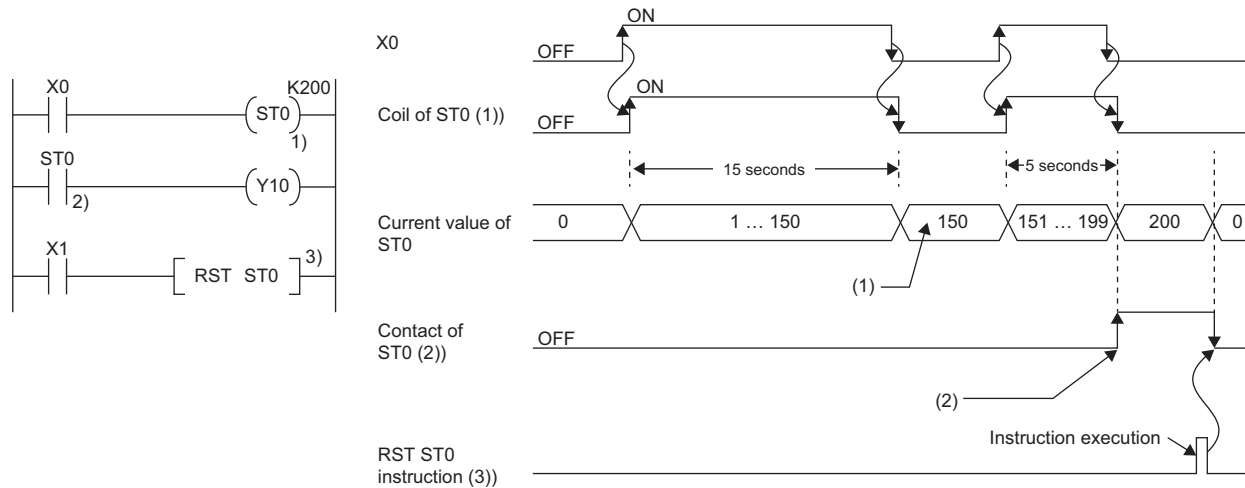 X0
K200
ST0
1)
ST0
2)
Y10
X1
RST ST0
3)
X0
OFF
ON
Coil of ST0 (1))
OFF
ON
15 seconds
5 seconds
Current value of
ST0
0
1 … 150
150
151 … 199
200
0
(1)
Contact of
ST0 (2))
OFF
(2)
RST ST0
instruction (3))
Instruction execution